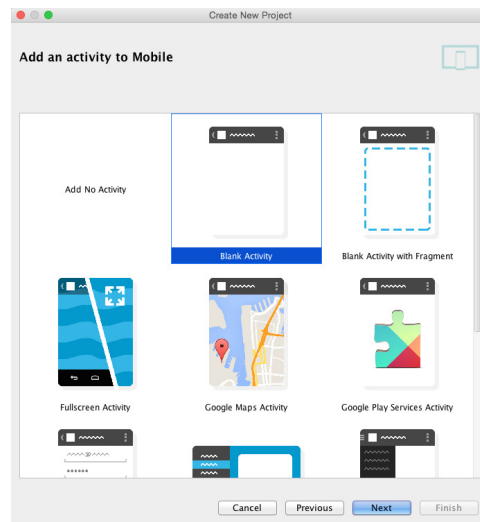 Create New Project
Add an activity to Mobile
Add No Activity
Blank Activity
Blank Activity with Fragment
Fullscreen Activity
Google Maps Activity
Google Play Services Activity
Cancel
Previous
Next
Finish